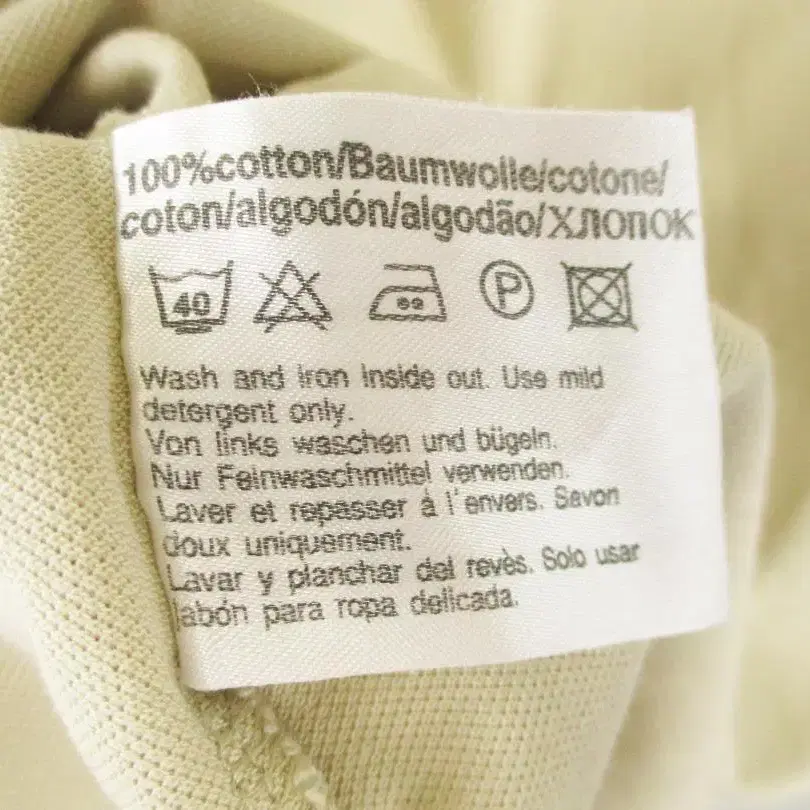 100%cotton/Baumwolle/cotone/
coton/algodón/algodão/ХЛОПОК
40
P
Wash and iron inside out. Use mild
detergent only.
Von links waschen und bügeln.
Nur Feinwaschmittel verwenden.
Laver et repasser à l'envers. Savon
doux uniquement.
Lavar y planchar del revès. Solo usar
jabón para ropa delicada.